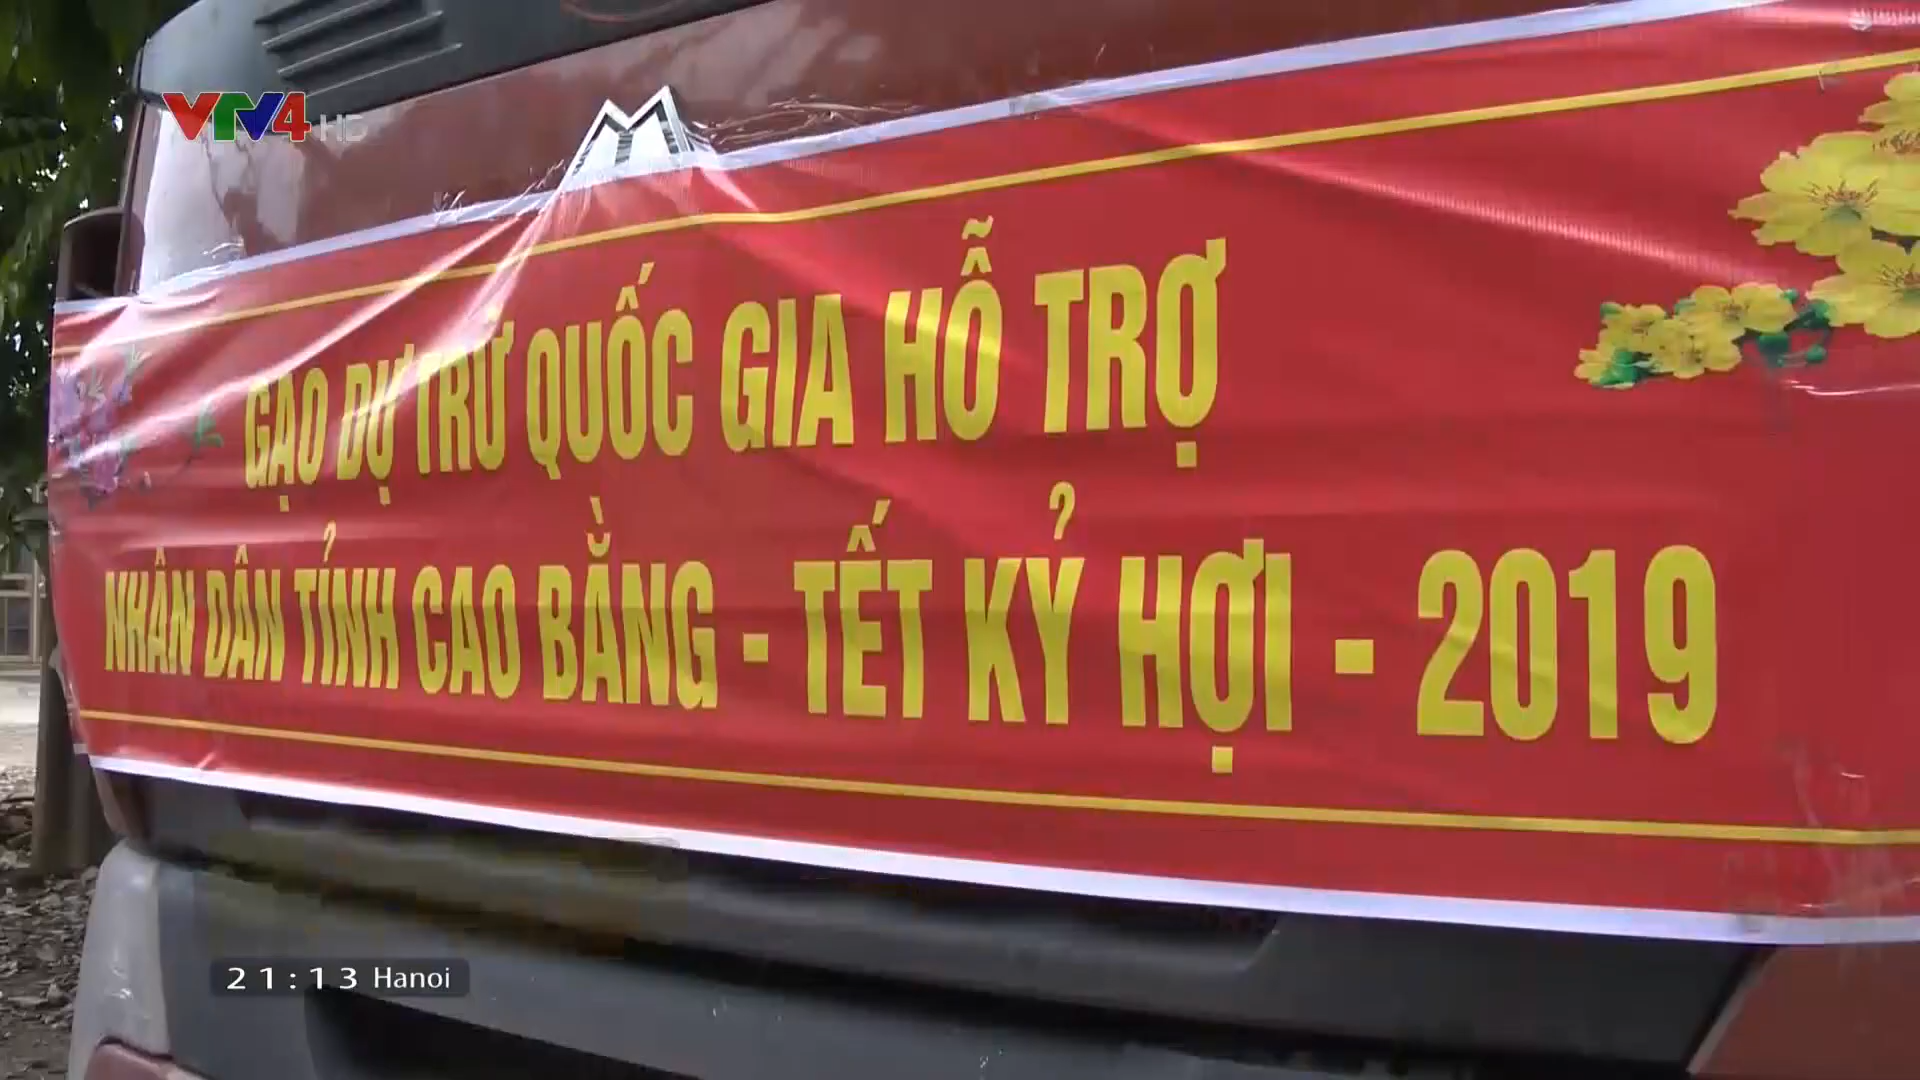 VTV4 HD
GẠO DỰ TRỮ QUỐC GIA HỖ TRỢ
NHÂN DÂN TỈNH CAO BẰNG - TẾT KỶ HỢI - 2019
21:13 Hanoi